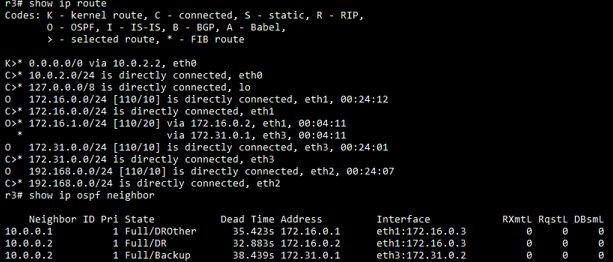 r3# show ip route
Codes: K - kernel route, C - connected, S - static, R - RIP,
       O - OSPF, I - IS-IS, B - BGP, A - Babel,
       > - selected route, * - FIB route
K>* 0.0.0.0/0 via 10.0.2.2, eth0
C>* 10.0.2.0/24 is directly connected, eth0
C>* 127.0.0.0/8 is directly connected, lo
O   172.16.0.0/24 [110/10] is directly connected, eth1, 00:24:12
C>* 172.16.0.0/24 is directly connected, eth1
O>* 172.16.1.0/24 [110/20] via 172.16.0.2, eth1, 00:04:11
  *                        via 172.31.0.1, eth3, 00:04:11
O   172.31.0.0/24 [110/10] is directly connected, eth3, 00:24:01
C>* 172.31.0.0/24 is directly connected, eth3
O   192.168.0.0/24 [110/10] is directly connected, eth2, 00:24:07
C>* 192.168.0.0/24 is directly connected, eth2
r3# show ip ospf neighbor
    Neighbor ID Pri State           Dead Time Address         Interface            RXmtL RqstL DBsmL
10.0.0.1          1 Full/DROther      35.423s 172.16.0.1      eth1:172.16.0.3          0     0     0
10.0.0.2          1 Full/DR           32.883s 172.16.0.2      eth1:172.16.0.3          0     0     0
10.0.0.2          1 Full/Backup       38.439s 172.31.0.1      eth3:172.31.0.2          0     0     0